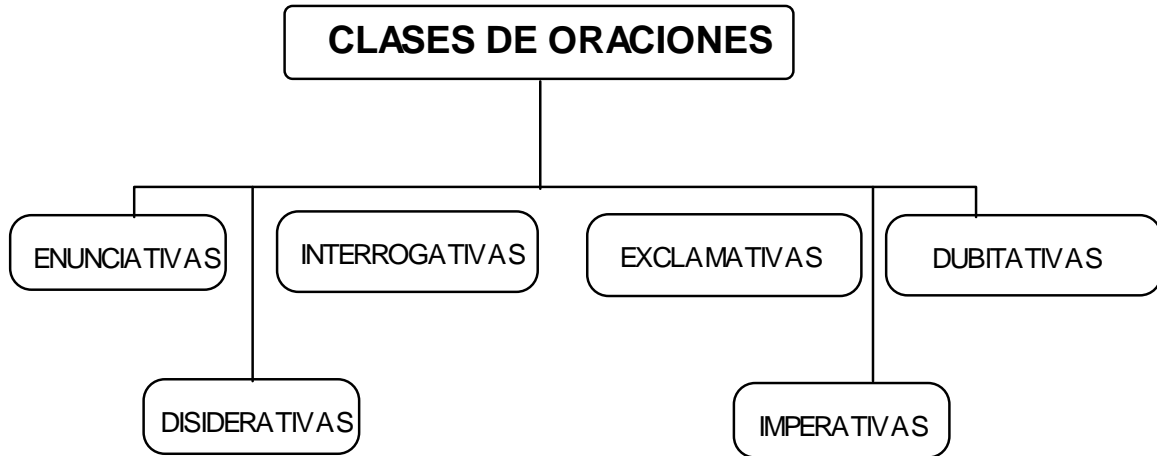 CLASES DE ORACIONES
ENUNCIATIVAS
INTERROGATIVAS
EXCLAMATIVAS
DUBITATIVAS
DISIDERATIVAS
IMPERATIVAS